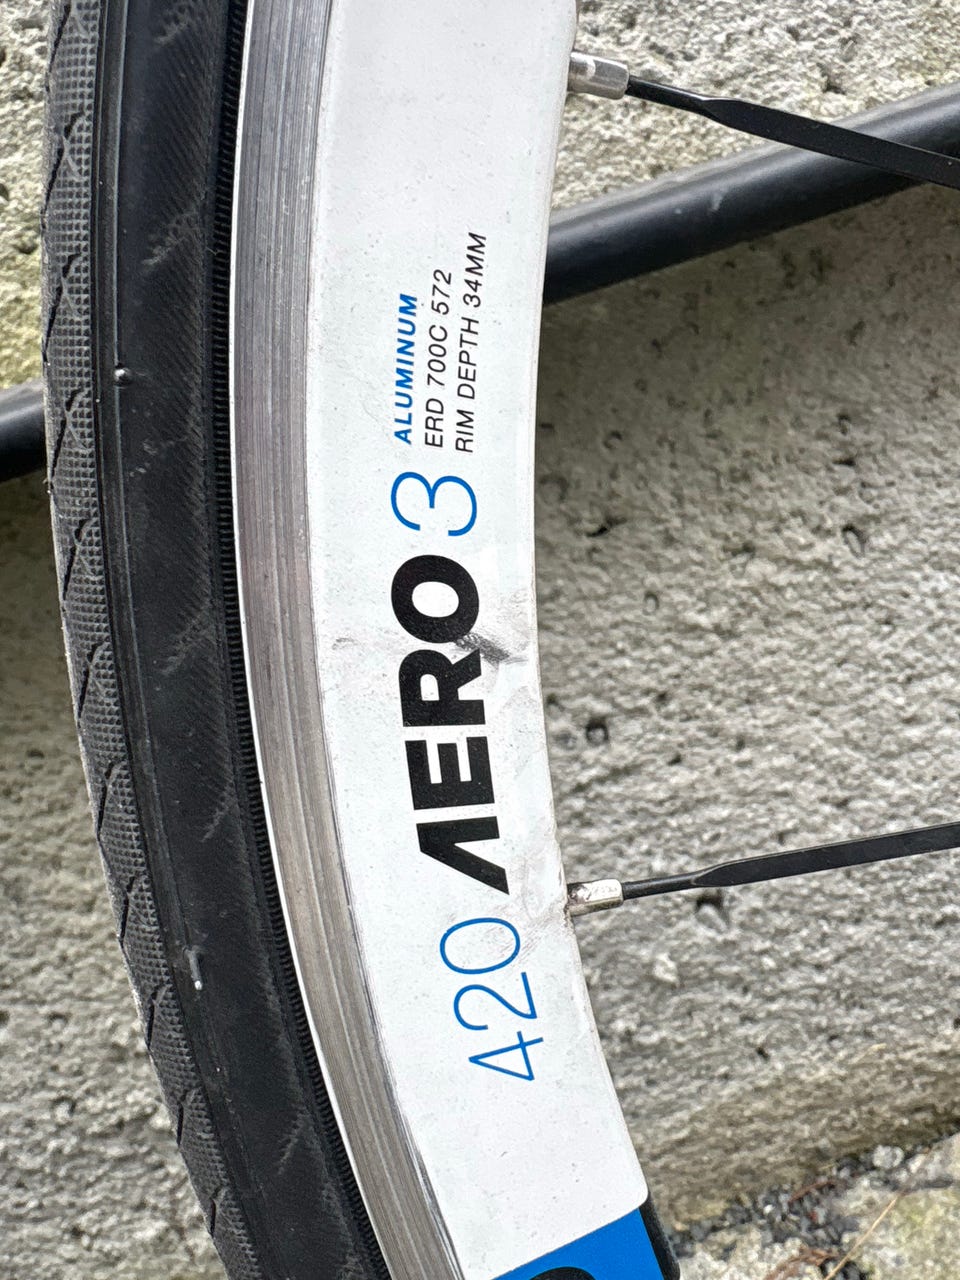 420 AERO 3
ALUMINUM
ERD 700C 572
RIM DEPTH 34MM